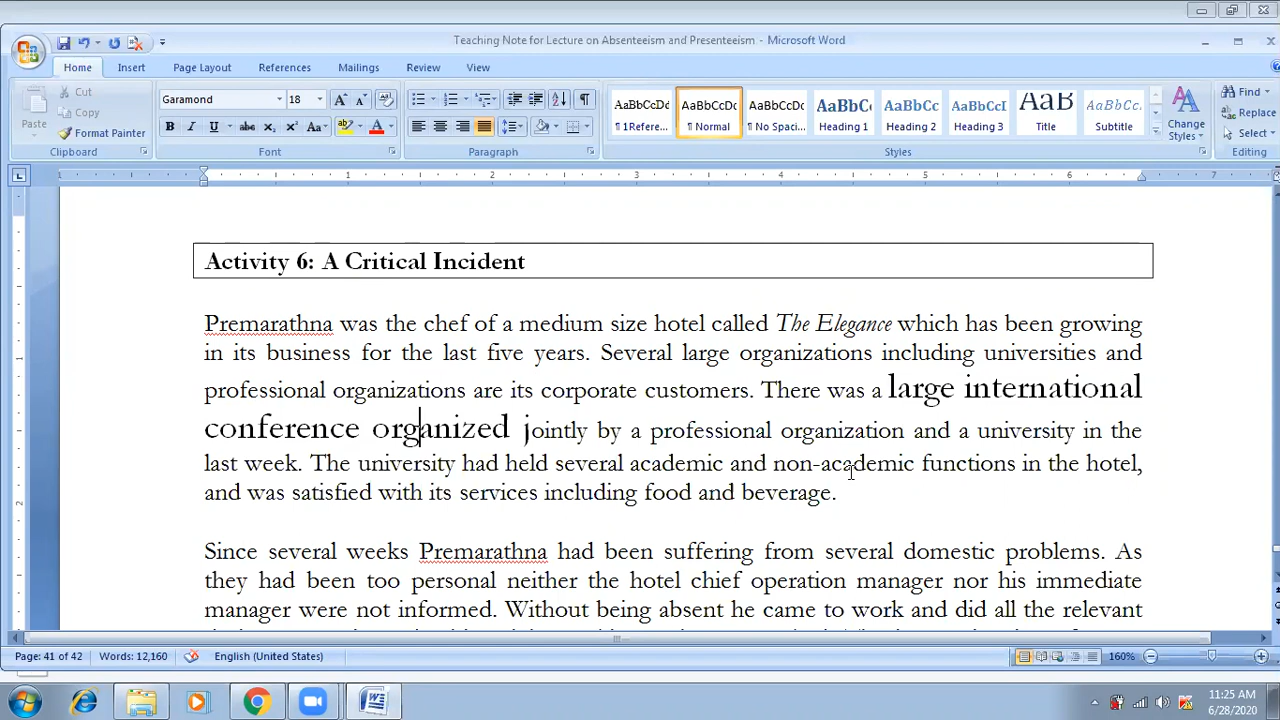 Teaching Note for Lecture on Absenteeism and Presenteeism - Microsoft Word
Home Insert Page Layout References Mailings Review View
Paste
Cut
Copy
Format Painter
Clipboard
Garamond 18
Font
Paragraph
AaBbCcDd AaBbCcDc AaBbCcDc AaBbC AaBbCc AaBbCcI AaB AaBbCc.
¶ 1Refere... ¶ Normal ¶ No Spaci... Heading 1 Heading 2 Heading 3 Title Subtitle
Change Styles
Styles
Find
Replace
Select
Editing
1 2 3 4 5 6 7
Activity 6: A Critical Incident
Premarathna was the chef of a medium size hotel called The Elegance which has been growing
in its business for the last five years. Several large organizations including universities and
professional organizations are its corporate customers. There was a large international
conference organized jointly by a professional organization and a university in the
last week. The university had held several academic and non-academic functions in the hotel,
and was satisfied with its services including food and beverage.
Since several weeks Premarathna had been suffering from several domestic problems. As
they had been too personal neither the hotel chief operation manager nor his immediate
manager were not informed. Without being absent he came to work and did all the relevant
Page: 41 of 42 Words: 12,160 English (United States) 160%
11:25 AM
6/28/2020